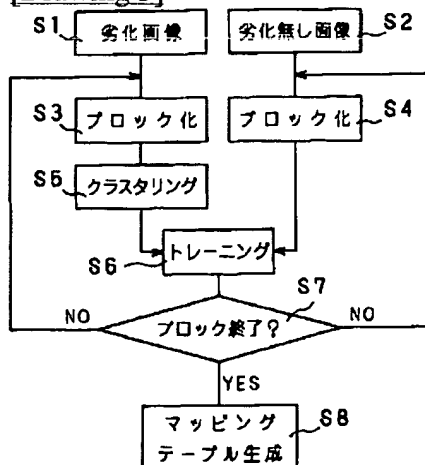 S1
劣化画像
S2
劣化無し画像
S3
ブロック化
S4
ブロック化
S5
クラスタリング
S6
トレーニング
S7
ブロック終了?
NO
NO
YES
S8
マッピング
テーブル生成